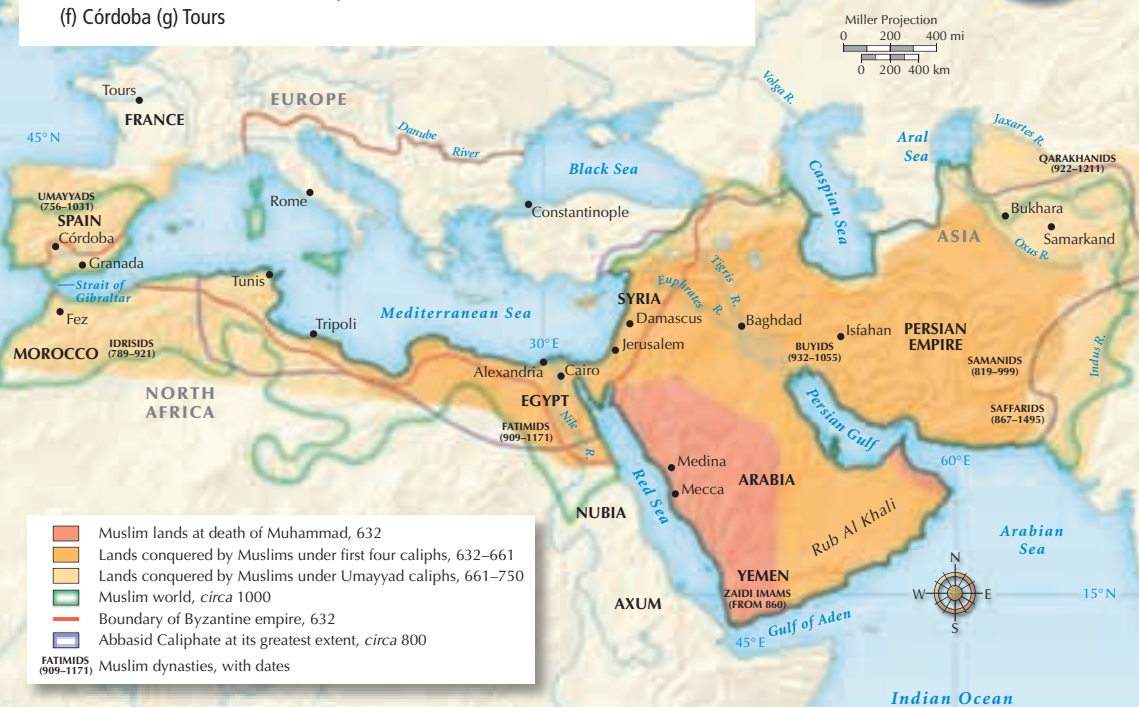 (f) Córdoba (g) Tours
Miller Projection
0 200 400 mi
0 200 400 km
Volga R.
Tours
FRANCE
EUROPE
45° N
Danube
River
Aral
Sea
Jaxartes R.
QARAKHANIDS
(922–1211)
Black Sea
Caspian Sea
UMAYYADS
(756–1031)
SPAIN
Córdoba
Granada
Rome
Constantinople
Bukhara
Samarkand
ASIA
Oxus R.
Strait of
Gibraltar
Tunis
Fez
Tripoli
Mediterranean Sea
MOROCCO
IDRISIDS
(789–921)
NORTH
AFRICA
SYRIA
Damascus
Jerusalem
Euphrates R.
Tigris R.
Baghdad
Isfahan
BUYIDS
(932–1055)
PERSIAN
EMPIRE
SAMANIDS
(819–999)
SAFFARIDS
(867–1495)
Indus R.
30° E
Alexandria
Cairo
EGYPT
FATIMIDS
(909–1171)
Nile R.
Persian Gulf
60° E
Red Sea
Medina
Mecca
ARABIA
Rub Al Khali
NUBIA
Arabian
Sea
AXUM
YEMEN
ZAIDI IMAMS
(FROM 860)
Gulf of Aden
45° E
N
W E
S
15° N
Indian Ocean
Muslim lands at death of Muhammad, 632
Lands conquered by Muslims under first four caliphs, 632–661
Lands conquered by Muslims under Umayyad caliphs, 661–750
Muslim world, circa 1000
Boundary of Byzantine empire, 632
Abbasid Caliphate at its greatest extent, circa 800
FATIMIDS
(909–1171) Muslim dynasties, with dates